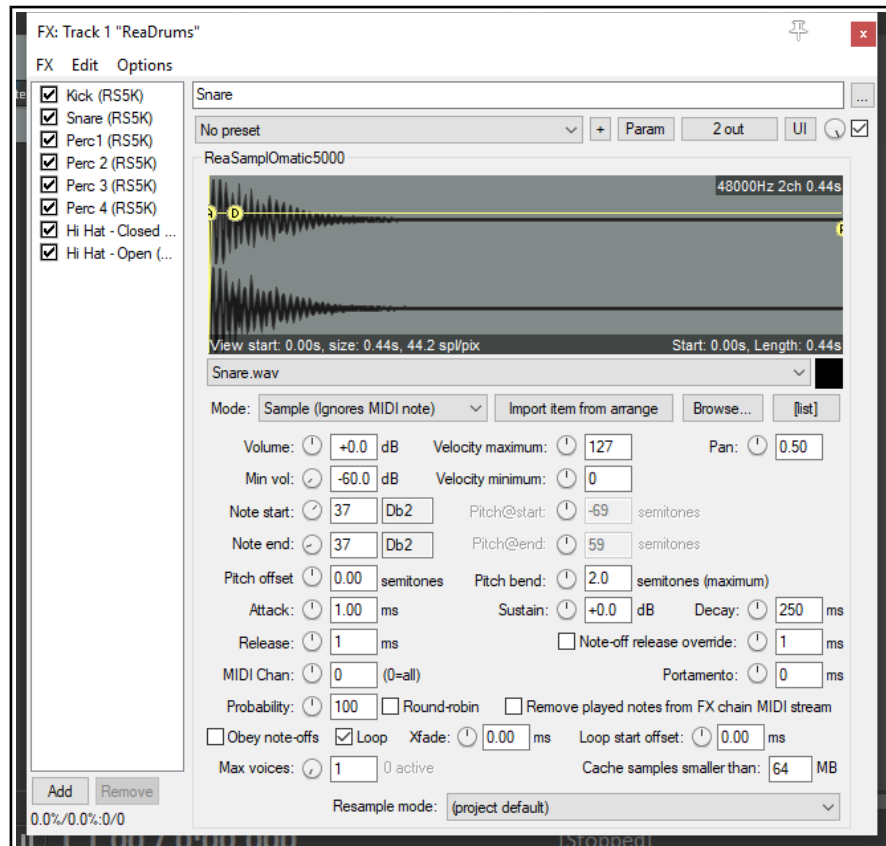 FX: Track 1 "ReaDrums"
x
FX Edit Options
Kick (RS5K)
Snare (RS5K)
Perc1 (RS5K)
Perc 2 (RS5K)
Perc 3 (RS5K)
Perc 4 (RS5K)
Hi Hat - Closed ...
Hi Hat - Open (...
Add Remove
0.0%/0.0%:0/0
Snare ...
No preset + Param 2 out UI
ReaSamplOmatic5000
48000Hz 2ch 0.44s
D
View start: 0.00s, size: 0.44s, 44.2 spl/pix Start: 0.00s, Length: 0.44s
Snare.wav
Mode: Sample (Ignores MIDI note) Import item from arrange Browse... [list]
Volume: +0.0 dB Velocity maximum: 127 Pan: 0.50
Min vol: -60.0 dB Velocity minimum: 0
Note start: 37 Db2 Pitch@start: -69 semitones
Note end: 37 Db2 Pitch@end: 59 semitones
Pitch offset 0.00 semitones Pitch bend: 2.0 semitones (maximum)
Attack: 1.00 ms Sustain: +0.0 dB Decay: 250 ms
Release: 1 ms Note-off release override: 1 ms
MIDI Chan: 0 (0=all) Portamento: 0 ms
Probability: 100 Round-robin Remove played notes from FX chain MIDI stream
Obey note-offs Loop Xfade: 0.00 ms Loop start offset: 0.00 ms
Max voices: 1 0 active Cache samples smaller than: 64 MB
Resample mode: (project default)
[Stopped]